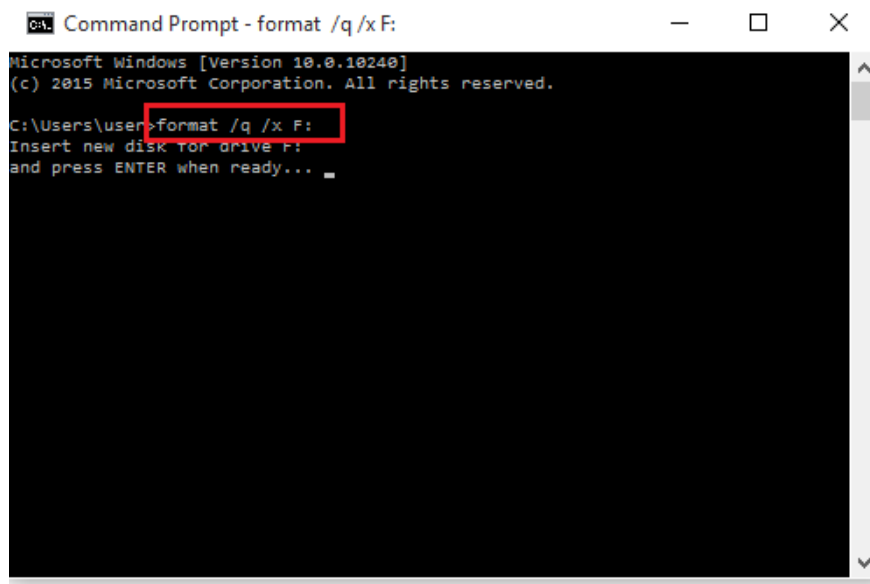 Command Prompt - format /q /x F:
Microsoft Windows [Version 10.0.10240]
(c) 2015 Microsoft Corporation. All rights reserved.
C:\Users\user>format /q /x F:
Insert new disk for drive F:
and press ENTER when ready...